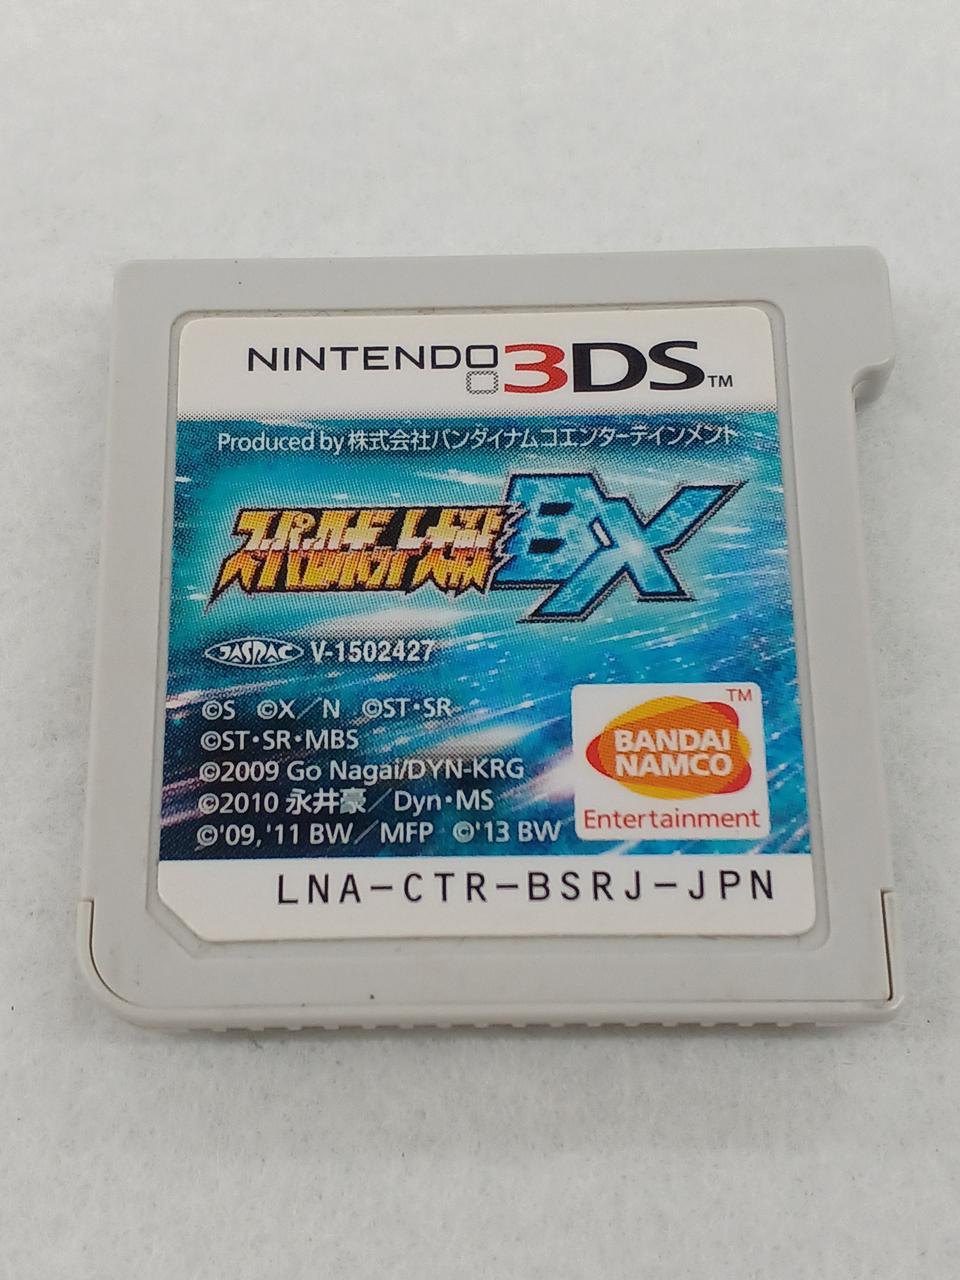 NINTENDO 3DS™
Produced by 株式会社バンダイナムコエンターテインメント
スーパーロボット大戦BX
JASRAC V-1502427
©S ©X／N ©ST・SR
©ST・SR・MBS
©2009 Go Nagai/DYN-KRG
©2010 永井豪／Dyn・MS
©'09,'11 BW／MFP ©'13 BW
TM
BANDAI
NAMCO
Entertainment
LNA-CTR-BSRJ-JPN